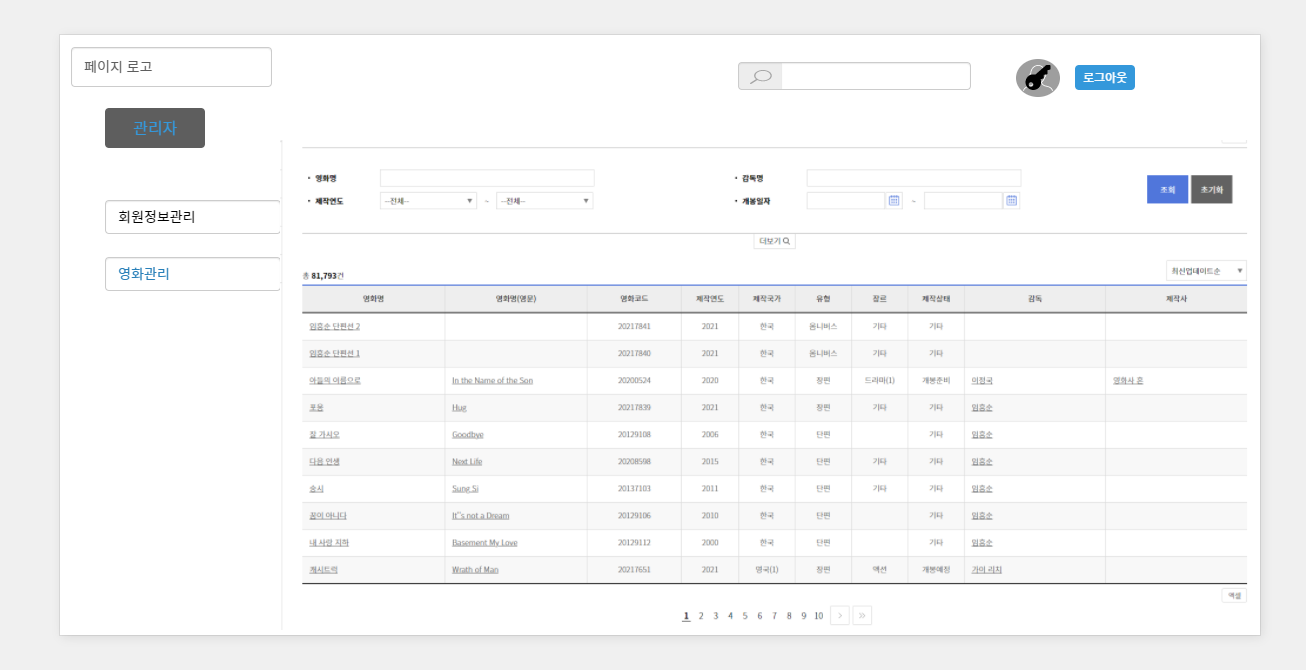 페이지 로고
로그아웃
관리자
회원정보관리
영화관리
· 영화명
· 감독명
· 제작연도 --전체-- ▼ ~ --전체-- ▼
· 개봉일자 ~
조회 초기화
더보기
총 81,793건
최신업데이트순 ▼
영화명 영화명(영문) 영화코드 제작연도 제작국가 유형 장르 제작상태 감독 제작사
임흥순 단편선 2 20217841 2021 한국 옴니버스 기타 기타
임흥순 단편선 1 20217840 2021 한국 옴니버스 기타 기타
아들의 이름으로 In the Name of the Son 20200524 2020 한국 장편 드라마(1) 개봉준비 이정국 영화사 혼
포옹 Hug 20217839 2021 한국 장편 기타 기타 임흥순
잘 가시오 Goodbye 20129108 2006 한국 단편 기타 임흥순
다음 인생 Next Life 20208598 2015 한국 단편 기타 기타 임흥순
숭시 Sung Si 20137103 2011 한국 단편 기타 기타 임흥순
꿈이 아니다 It''s not a Dream 20129106 2010 한국 단편 기타 임흥순
내 사랑 지하 Basement My Love 20129112 2000 한국 단편 기타 임흥순
캐시트럭 Wrath of Man 20217651 2021 영국(1) 장편 액션 개봉예정 가이 리치
엑셀
1 2 3 4 5 6 7 8 9 10 > »